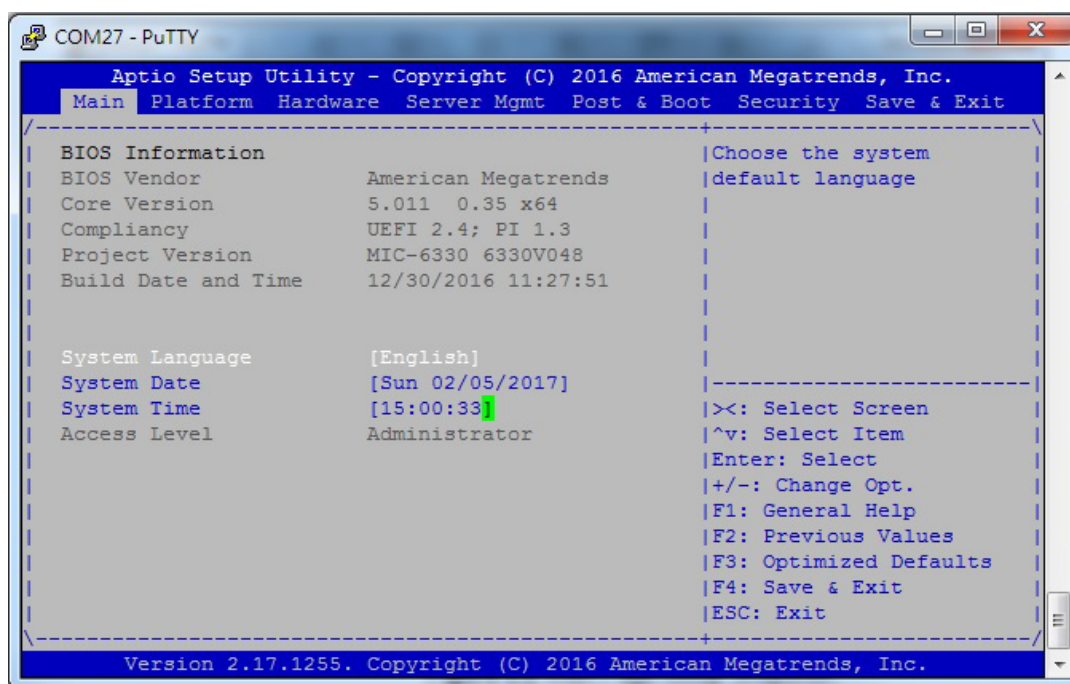 COM27 - PuTTY
Aptio Setup Utility - Copyright (C) 2016 American Megatrends, Inc.
Main Platform Hardware Server Mgmt Post & Boot Security Save & Exit
/----------------------------------------------------+-------------------------\
| BIOS Information |Choose the system |
| BIOS Vendor American Megatrends |default language |
| Core Version 5.011 0.35 x64 | |
| Compliancy UEFI 2.4; PI 1.3 | |
| Project Version MIC-6330 6330V048 | |
| Build Date and Time 12/30/2016 11:27:51 | |
| | |
| | |
| System Language [English] | |
| System Date [Sun 02/05/2017] |-------------------------|
| System Time [15:00:33] |><: Select Screen |
| Access Level Administrator |^v: Select Item |
| |Enter: Select |
| |+/-: Change Opt. |
| |F1: General Help |
| |F2: Previous Values |
| |F3: Optimized Defaults |
| |F4: Save & Exit |
| |ESC: Exit |
\----------------------------------------------------+-------------------------/
Version 2.17.1255. Copyright (C) 2016 American Megatrends, Inc.